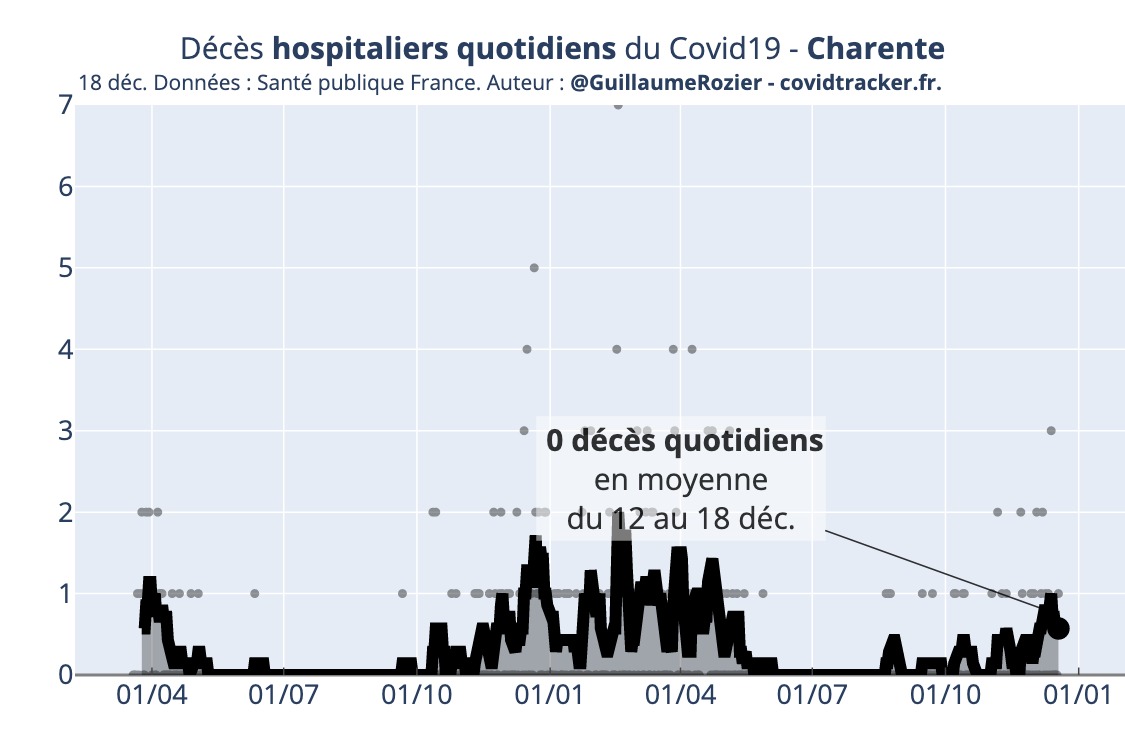 Décès hospitaliers quotidiens du Covid19 - Charente
18 déc. Données : Santé publique France. Auteur : @GuillaumeRozier - covidtracker.fr.
7
6
5
4
3
2
1
0
0 décès quotidiens
en moyenne
du 12 au 18 déc.
01/04 01/07 01/10 01/01 01/04 01/07 01/10 01/01